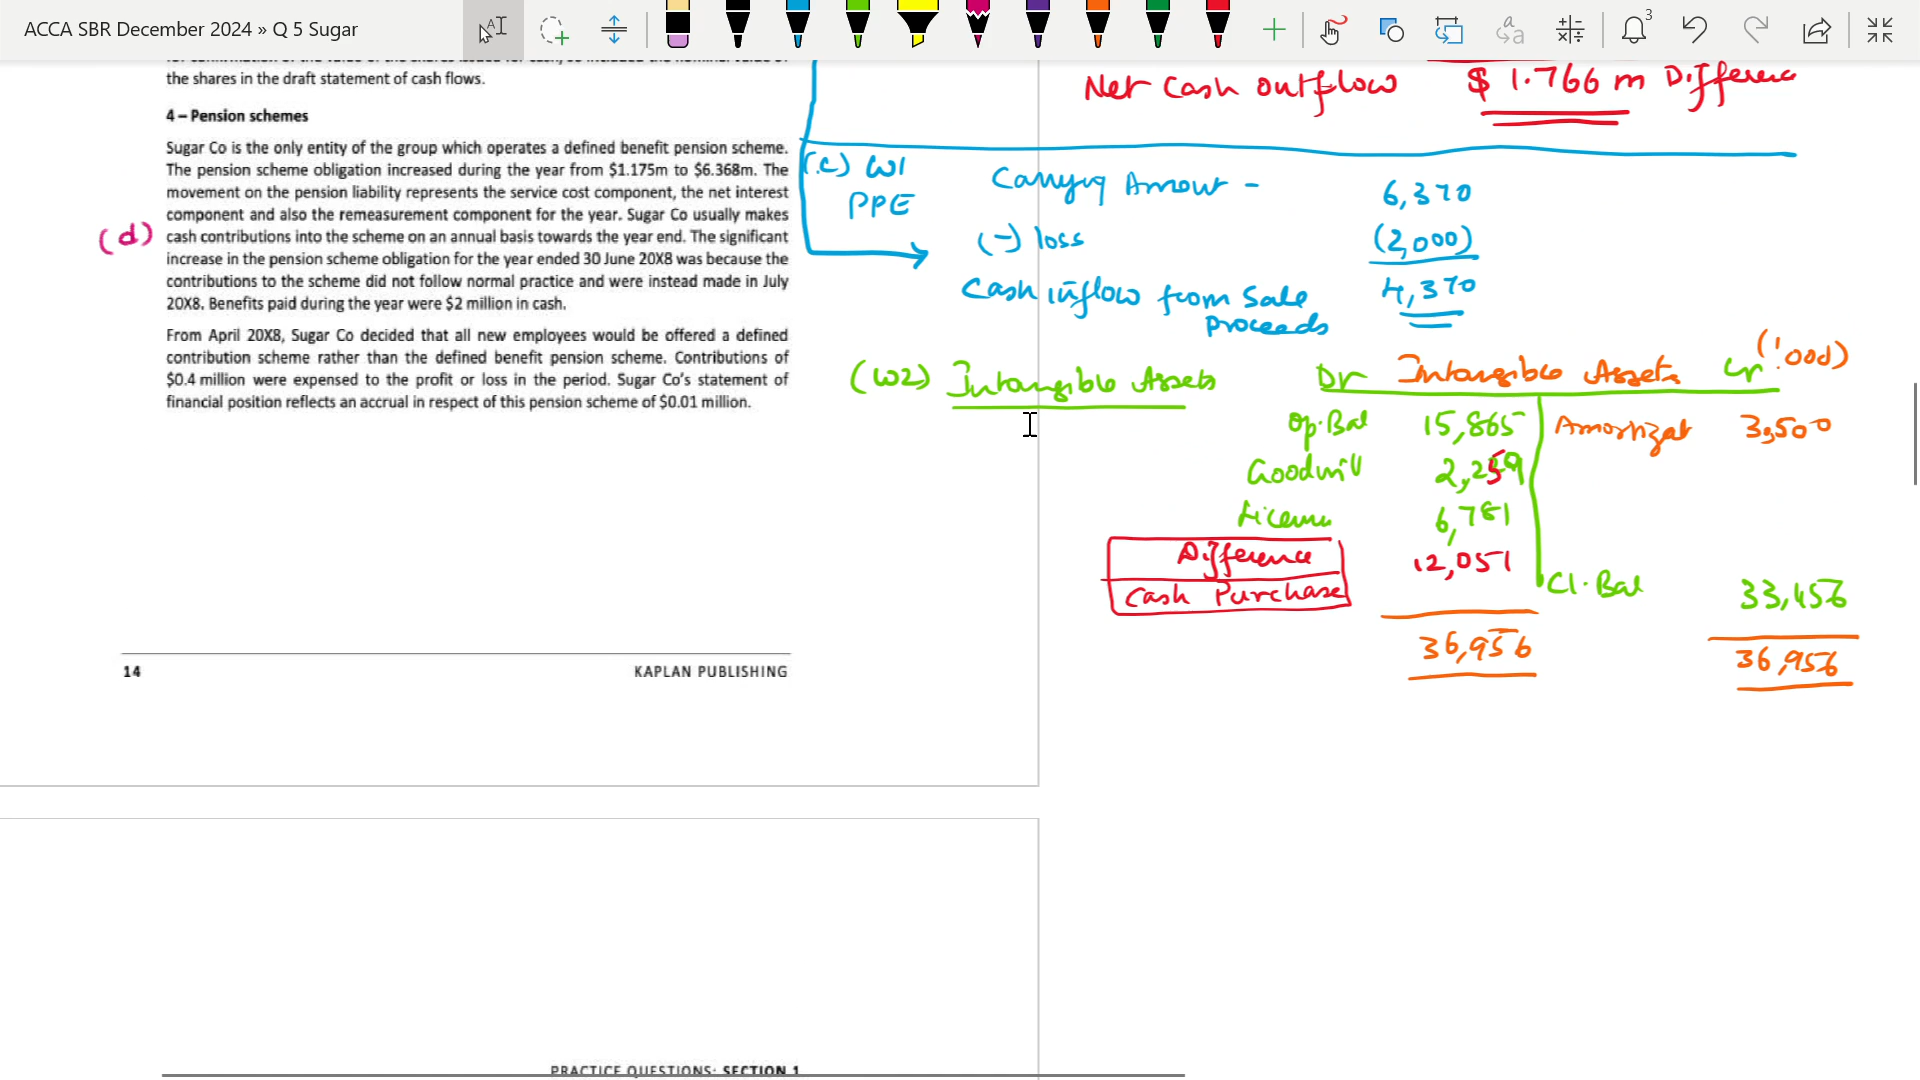 ACCA SBR December 2024 » Q 5 Sugar
3
the shares in the draft statement of cash flows.
4 – Pension schemes
Sugar Co is the only entity of the group which operates a defined benefit pension scheme.
The pension scheme obligation increased during the year from $1.175m to $6.368m. The
movement on the pension liability represents the service cost component, the net interest
component and also the remeasurement component for the year. Sugar Co usually makes
cash contributions into the scheme on an annual basis towards the year end. The significant
increase in the pension scheme obligation for the year ended 30 June 20X8 was because the
contributions to the scheme did not follow normal practice and were instead made in July
20X8. Benefits paid during the year were $2 million in cash.
(d)
From April 20X8, Sugar Co decided that all new employees would be offered a defined
contribution scheme rather than the defined benefit pension scheme. Contributions of
$0.4 million were expensed to the profit or loss in the period. Sugar Co's statement of
financial position reflects an accrual in respect of this pension scheme of $0.01 million.
14 KAPLAN PUBLISHING
PRACTICE QUESTIONS: SECTION 1
Net Cash outflow $ 1.766 m Difference
(c) W1
PPE
Carrying Amount - 6,370
(-) loss (2,000)
Cash inflow from Sale 4,370
Proceeds
(W2) Intangible Assets
Dr Intangible Assets Cr
Op.Bal 15,865 Amortizat 3,500
Goodwill
6,781
Difference 12,051
Cash Purchase
Cl.Bal 33,456
36,956 36,956